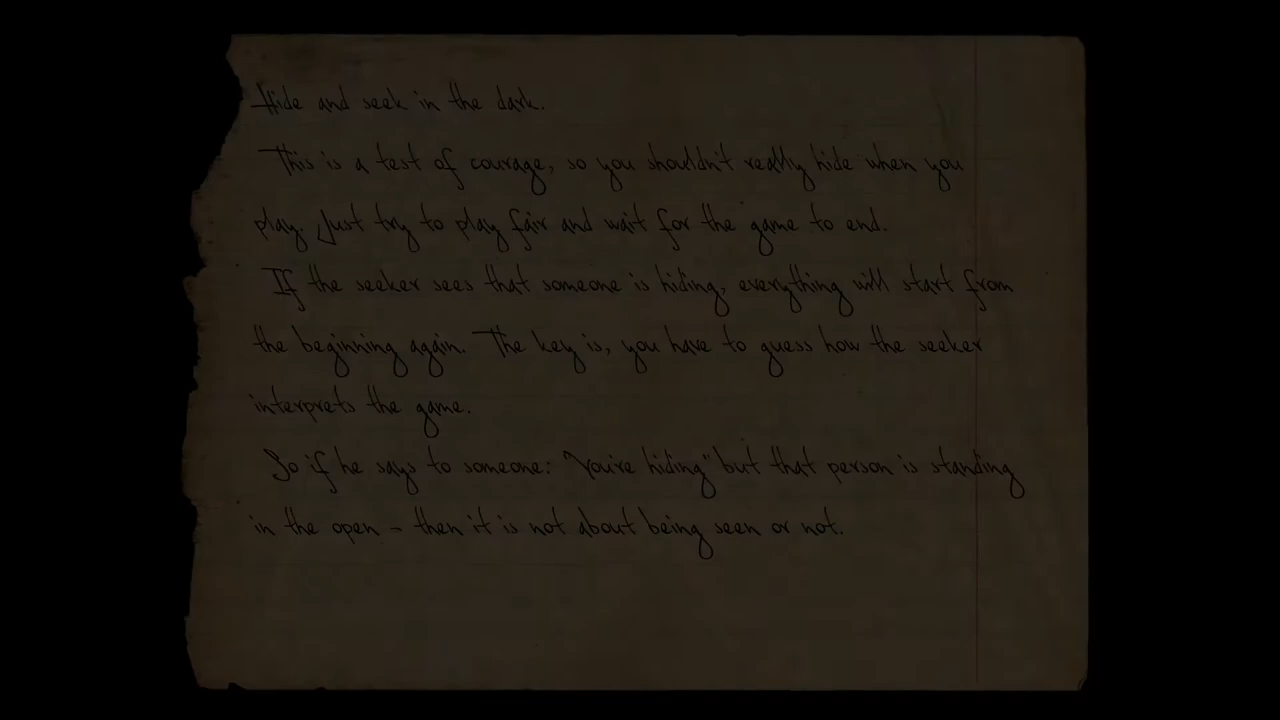 Hide and seek in the dark.
This is a test of courage, so you shouldn't really hide when you
play. Just try to play fair and wait for the game to end.
If the seeker sees that someone is hiding, everything will start from
the beginning again. The key is, you have to guess how the seeker
interprets the game.
So if he says to someone: "You're hiding" but that person is standing
in the open - then it is not about being seen or not.